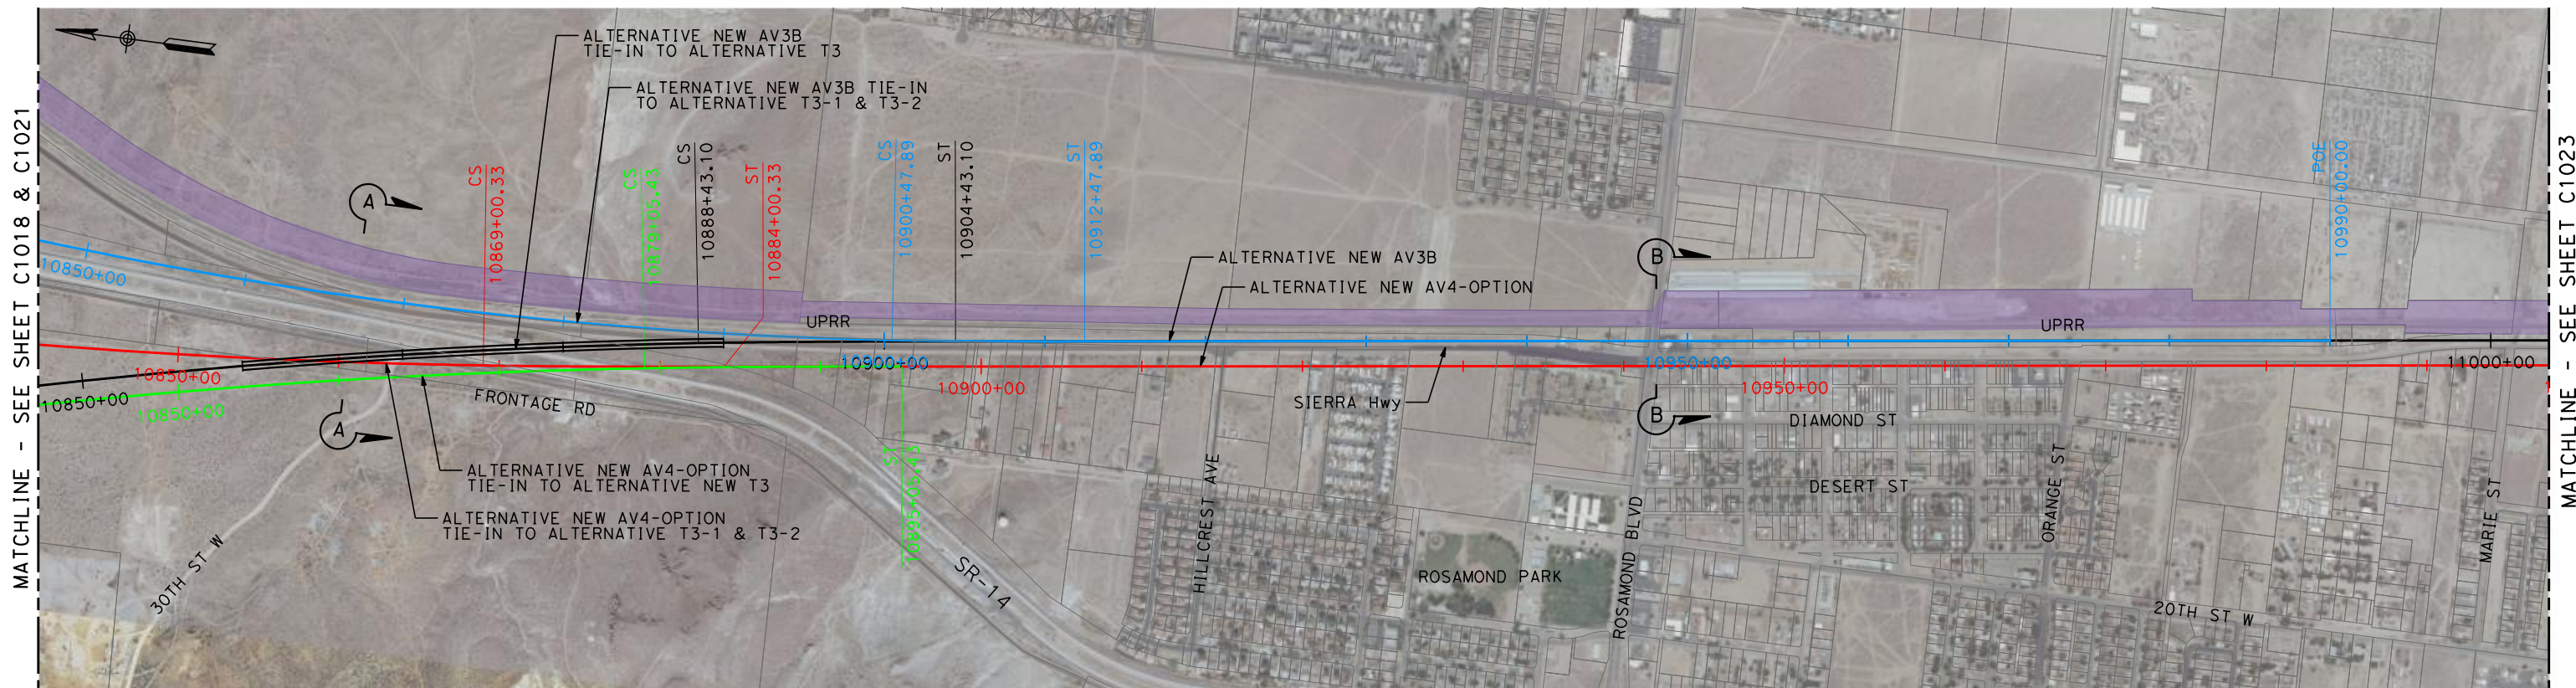 MATCHLINE - SEE SHEET C1018 & C1021
ALTERNATIVE NEW AV3B
TIE-IN TO ALTERNATIVE T3
ALTERNATIVE NEW AV3B TIE-IN
TO ALTERNATIVE T3-1 & T3-2
A
CS
10869+00.33
CS
10879+05.43
CS
10888+43.10
ST
10884+00.33
CS
10900+47.89
ST
10904+43.10
ST
10912+47.89
POE
10990+00.00
ALTERNATIVE NEW AV3B
ALTERNATIVE NEW AV4-OPTION
B
10850+00
UPRR
UPRR
10900+00
10950+00
11000+00
10850+00
10900+00
10950+00
10850+00
10850+00
FRONTAGE RD
SIERRA Hwy
B
DIAMOND ST
A
ST
10895+05.43
ALTERNATIVE NEW AV4-OPTION
TIE-IN TO ALTERNATIVE NEW T3
ALTERNATIVE NEW AV4-OPTION
TIE-IN TO ALTERNATIVE T3-1 & T3-2
DESERT ST
ORANGE ST
MARIE ST
HILLCREST AVE
ROSAMOND BLVD
30TH ST W
SR-14
ROSAMOND PARK
20TH ST W
MATCHLINE - SEE SHEET C1023